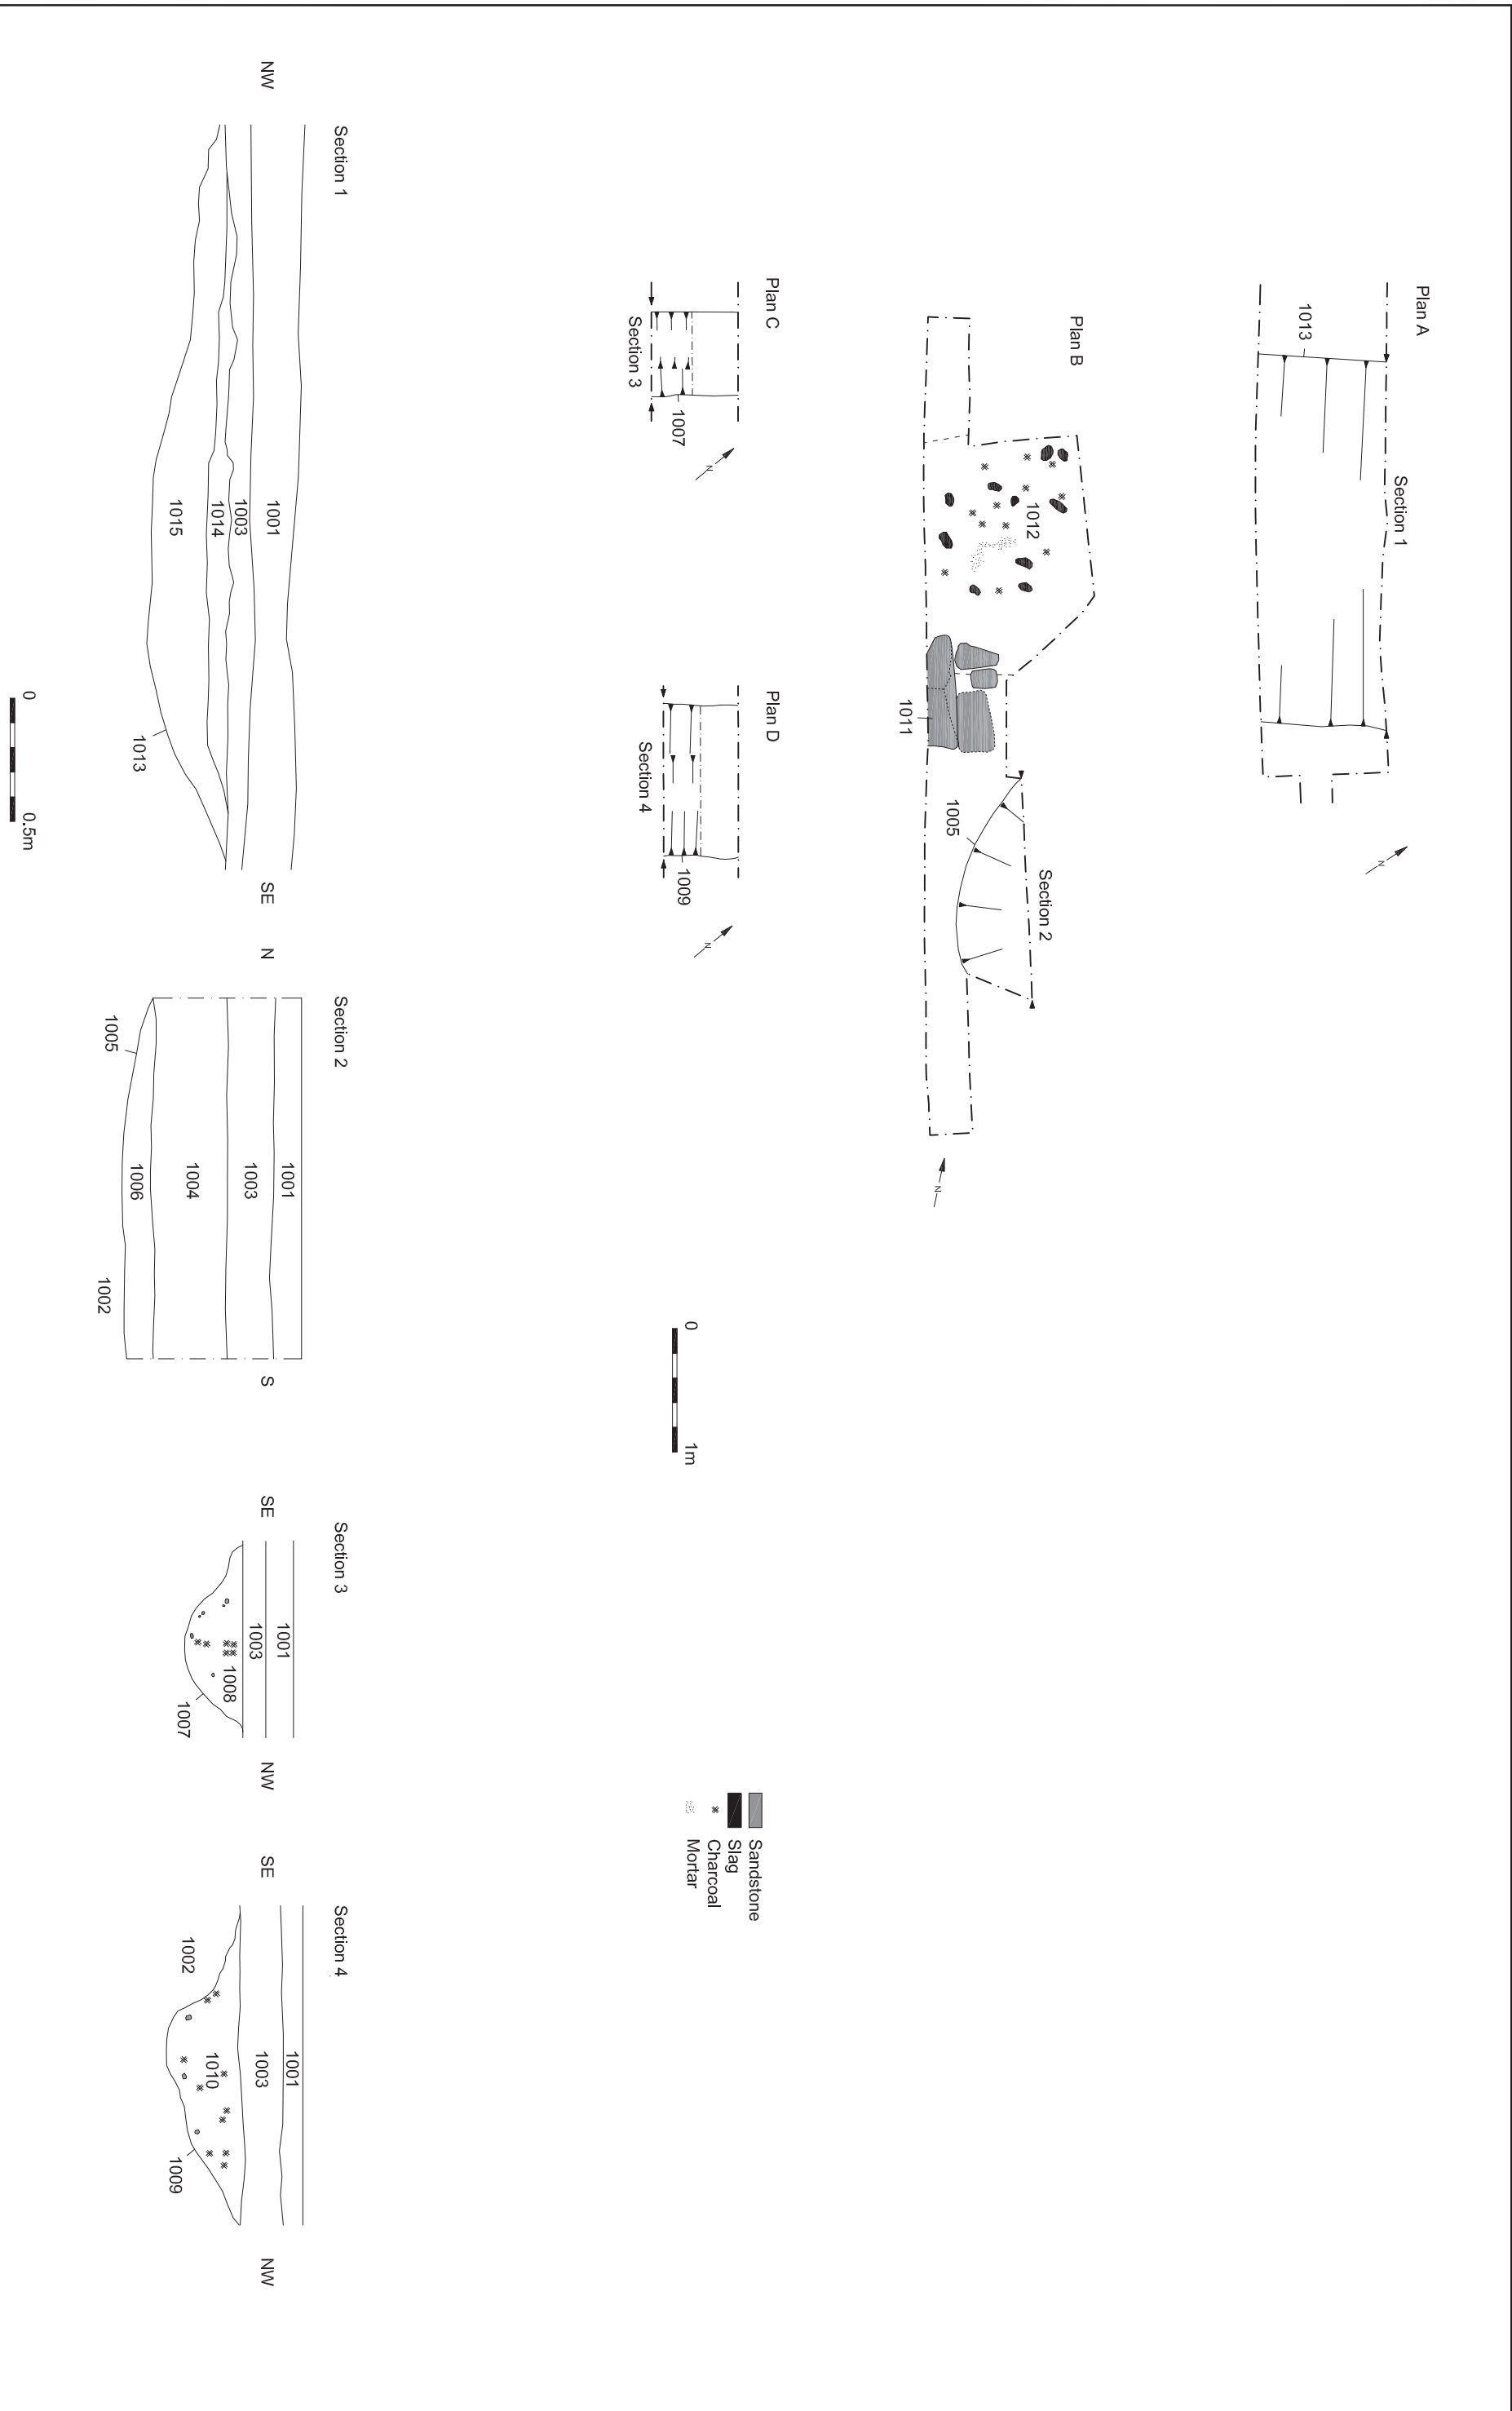 Plan A
1013
Section 1
N
Plan B
1012
1011
1005
Section 2
N
Plan C
Section 3
1007
N
Plan D
Section 4
1009
N
0
1m
Sandstone
Slag
Charcoal
Mortar
Section 1
NW
SE
1001
1003
1014
1015
1013
0
0.5m
Section 2
N
S
1001
1003
1004
1006
1005
1002
Section 3
SE
NW
1001
1003
1008
1007
Section 4
SE
NW
1001
1003
1010
1002
1009